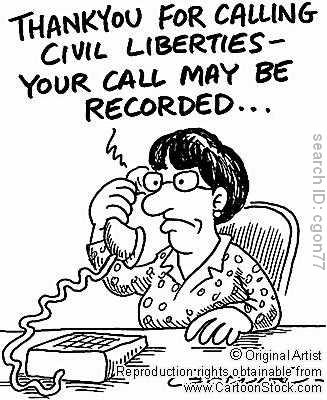 THANKYOU FOR CALLING
CIVIL LIBERTIES-
YOUR CALL MAY BE
RECORDED...
search ID: cgon77
© Original Artist
Reproduction rights obtainable from
www.CartoonStock.com